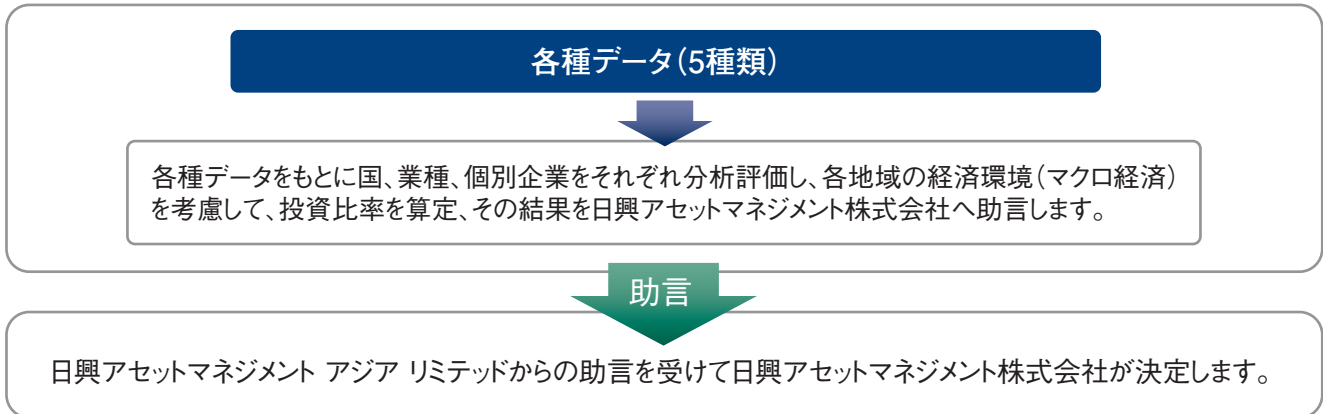 各種データ(5種類)
各種データをもとに国、業種、個別企業をそれぞれ分析評価し、各地域の経済環境(マクロ経済)
を考慮して、投資比率を算定、その結果を日興アセットマネジメント株式会社へ助言します。
助言
日興アセットマネジメント アジア リミテッドからの助言を受けて日興アセットマネジメント株式会社が決定します。